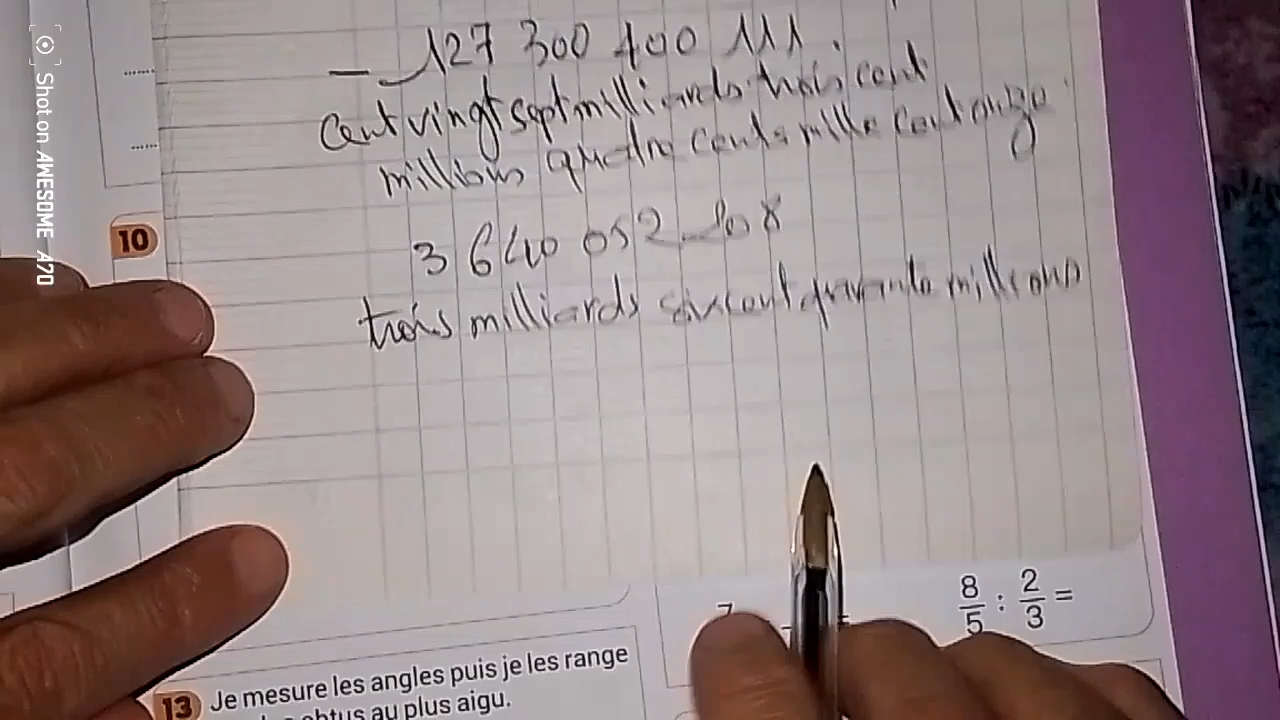 Shot on AWESOME A70
127 300 400 111.
cent vingt sept milliards trois cent
millions quatre cents mille cent onze
10
3 640 052
trois milliards six cent quarante millions
8/5 : 2/3 =
13 Je mesure les angles puis je les range
obtus au plus aigu.